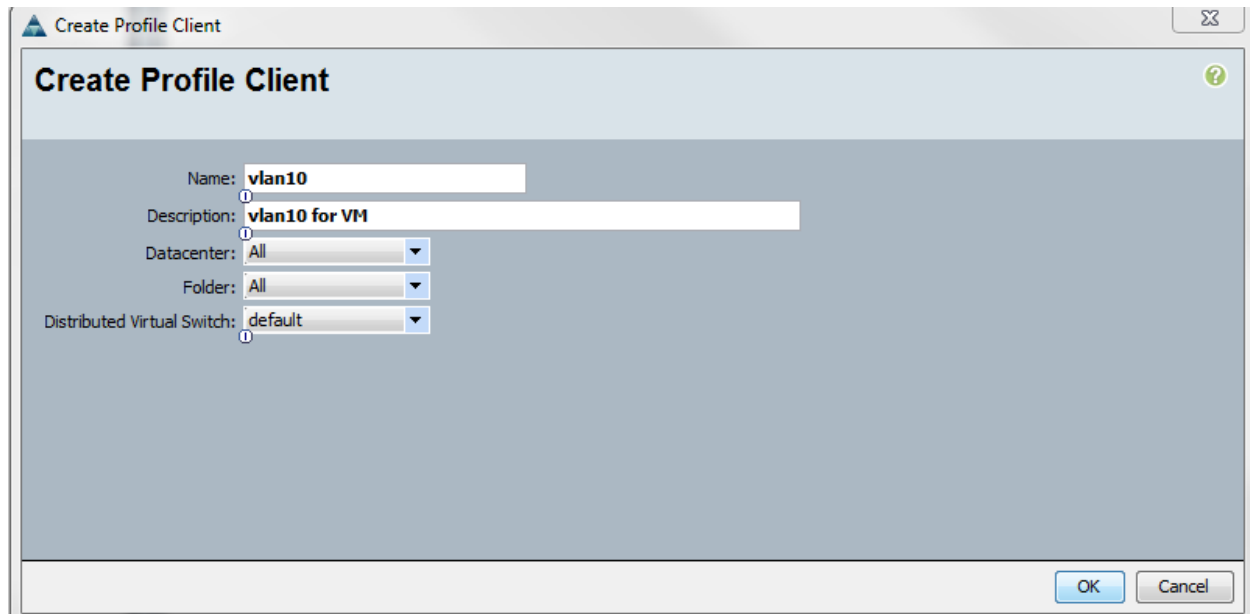 Create Profile Client
Create Profile Client
Name: vlan10
Description: vlan10 for VM
Datacenter: All
Folder: All
Distributed Virtual Switch: default
OK Cancel